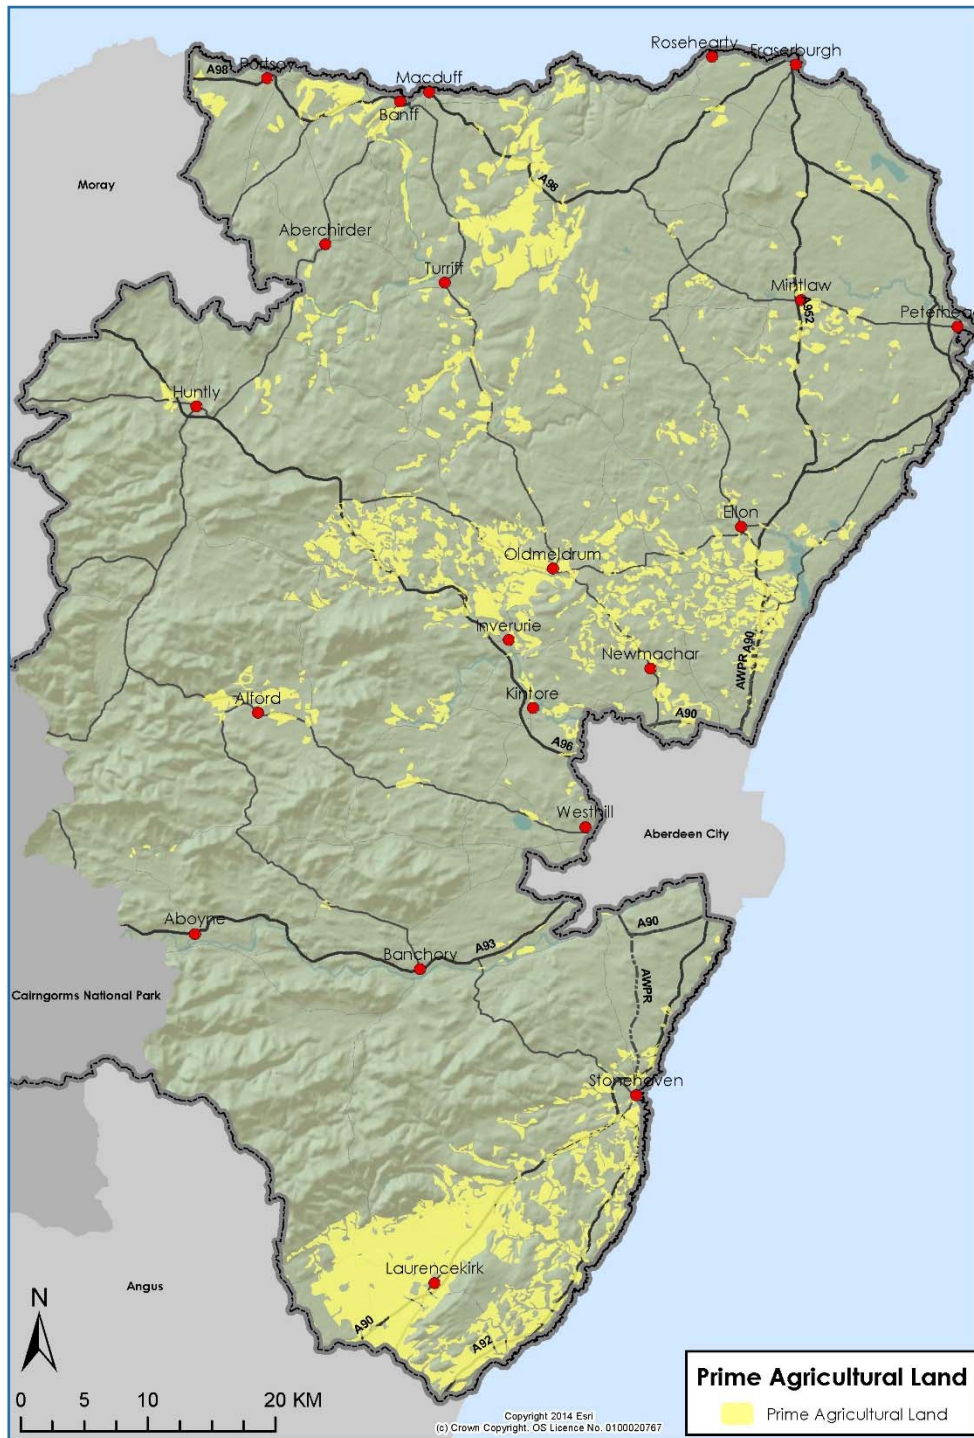 Rosehearty
Fraserburgh
A98
Portsoy
Macduff
Banff
Moray
A98
Aberchirder
Turriff
Mintlaw
A952
Huntly
Ellon
Oldmeldrum
Inverurie
Newmachar
AWPR
A90
Alford
Kintore
A90
A96
Westhill
Aberdeen City
Aboyne
A90
A93
Banchory
AWPR
Cairngorms National Park
Stonehaven
Laurencekirk
Angus
A90
A92
N
0 5 10 20 KM
Prime Agricultural Land
Prime Agricultural Land
Copyright 2014 Esri
(c) Crown Copyright. OS Licence No. 0100020767